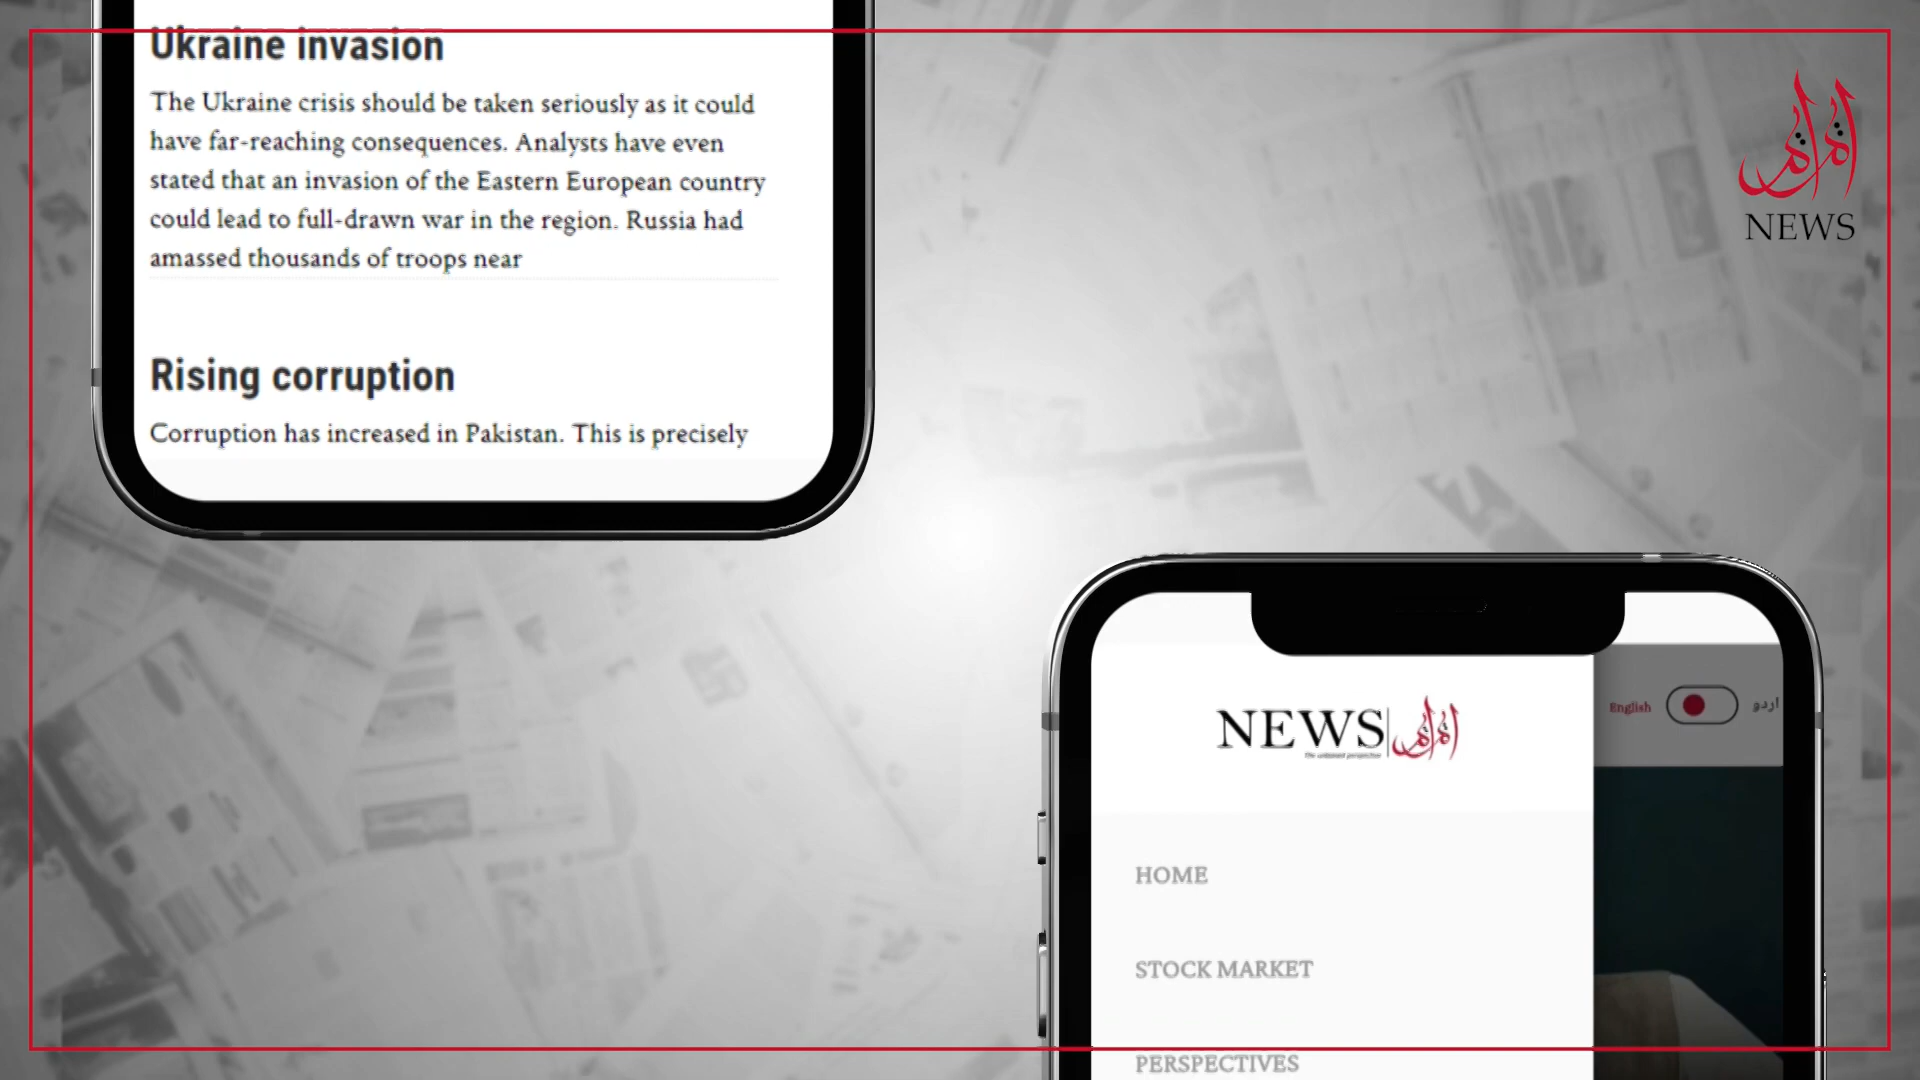 Ukraine invasion
The Ukraine crisis should be taken seriously as it could
have far-reaching consequences. Analysts have even
stated that an invasion of the Eastern European country
could lead to full-drawn war in the region. Russia had
amassed thousands of troops near
Rising corruption
Corruption has increased in Pakistan. This is precisely
NEWS
NEWS
English
اردو
HOME
STOCK MARKET
PERSPECTIVES